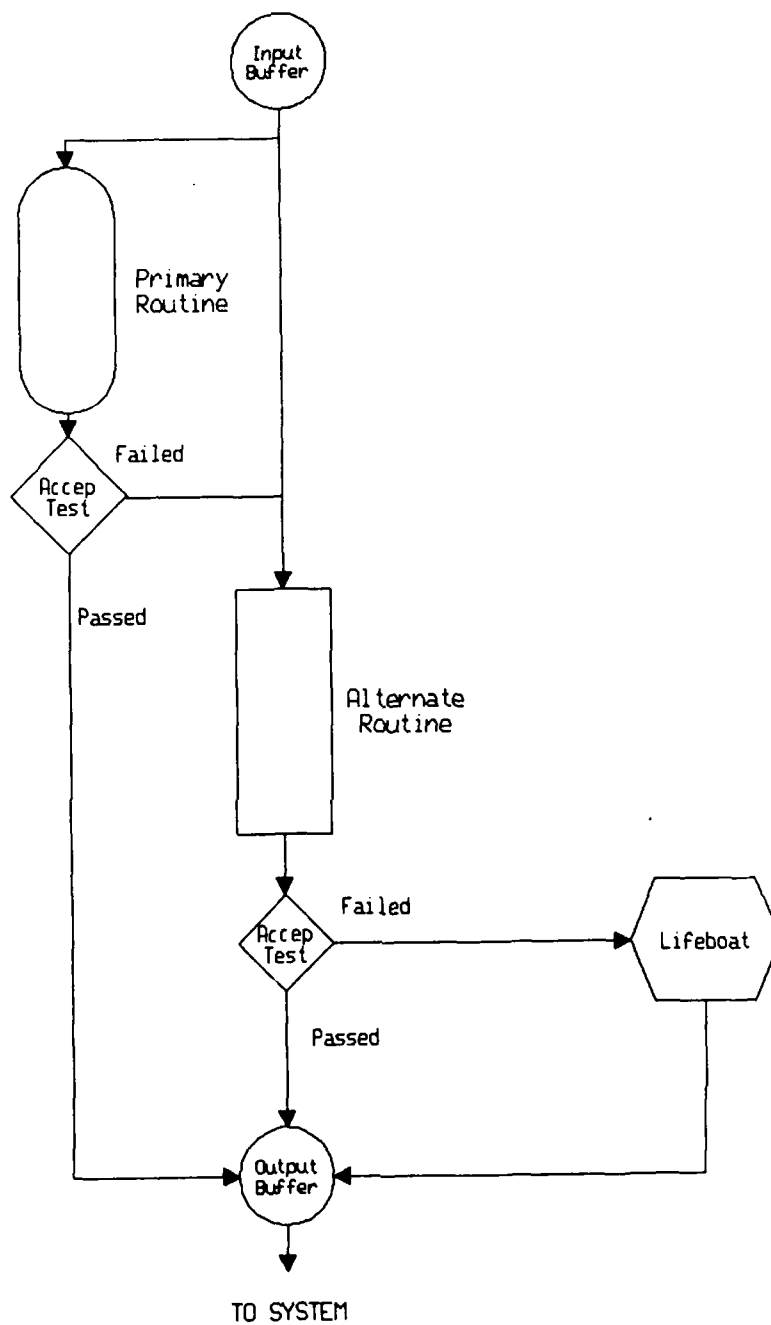 Input
Buffer
Primary
Routine
Failed
Accep
Test
Passed
Alternate
Routine
Failed
Accep
Test
Lifeboat
Passed
Output
Buffer
TO SYSTEM